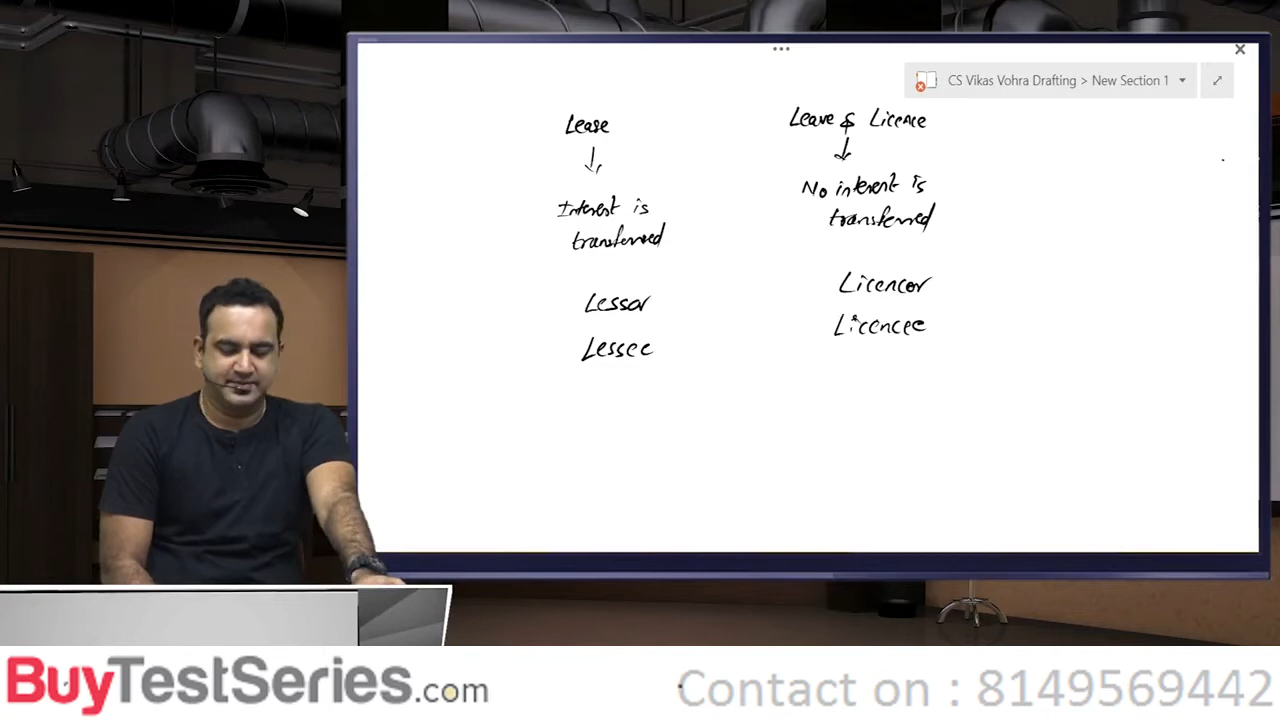 CS Vikas Vohra Drafting > New Section 1
Lease
Leave & Licence
Interest is
transferred
No interest is
transferred
Lessor
Lessee
Licencor
Licencee
BuyTestSeries.com
Contact on : 8149569442